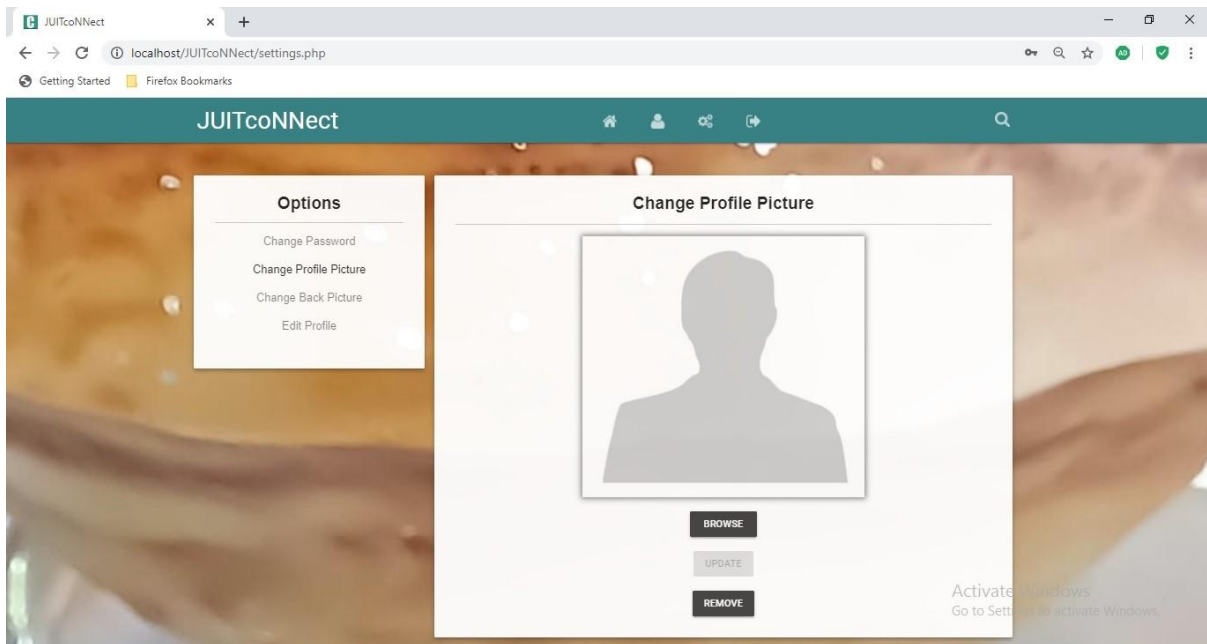 JUITcoNNect
localhost/JUITcoNNect/settings.php
Getting Started Firefox Bookmarks
JUITcoNNect
Options
Change Password
Change Profile Picture
Change Back Picture
Edit Profile
Change Profile Picture
BROWSE
UPDATE
REMOVE
Activate Windows
Go to Settings to activate Windows.